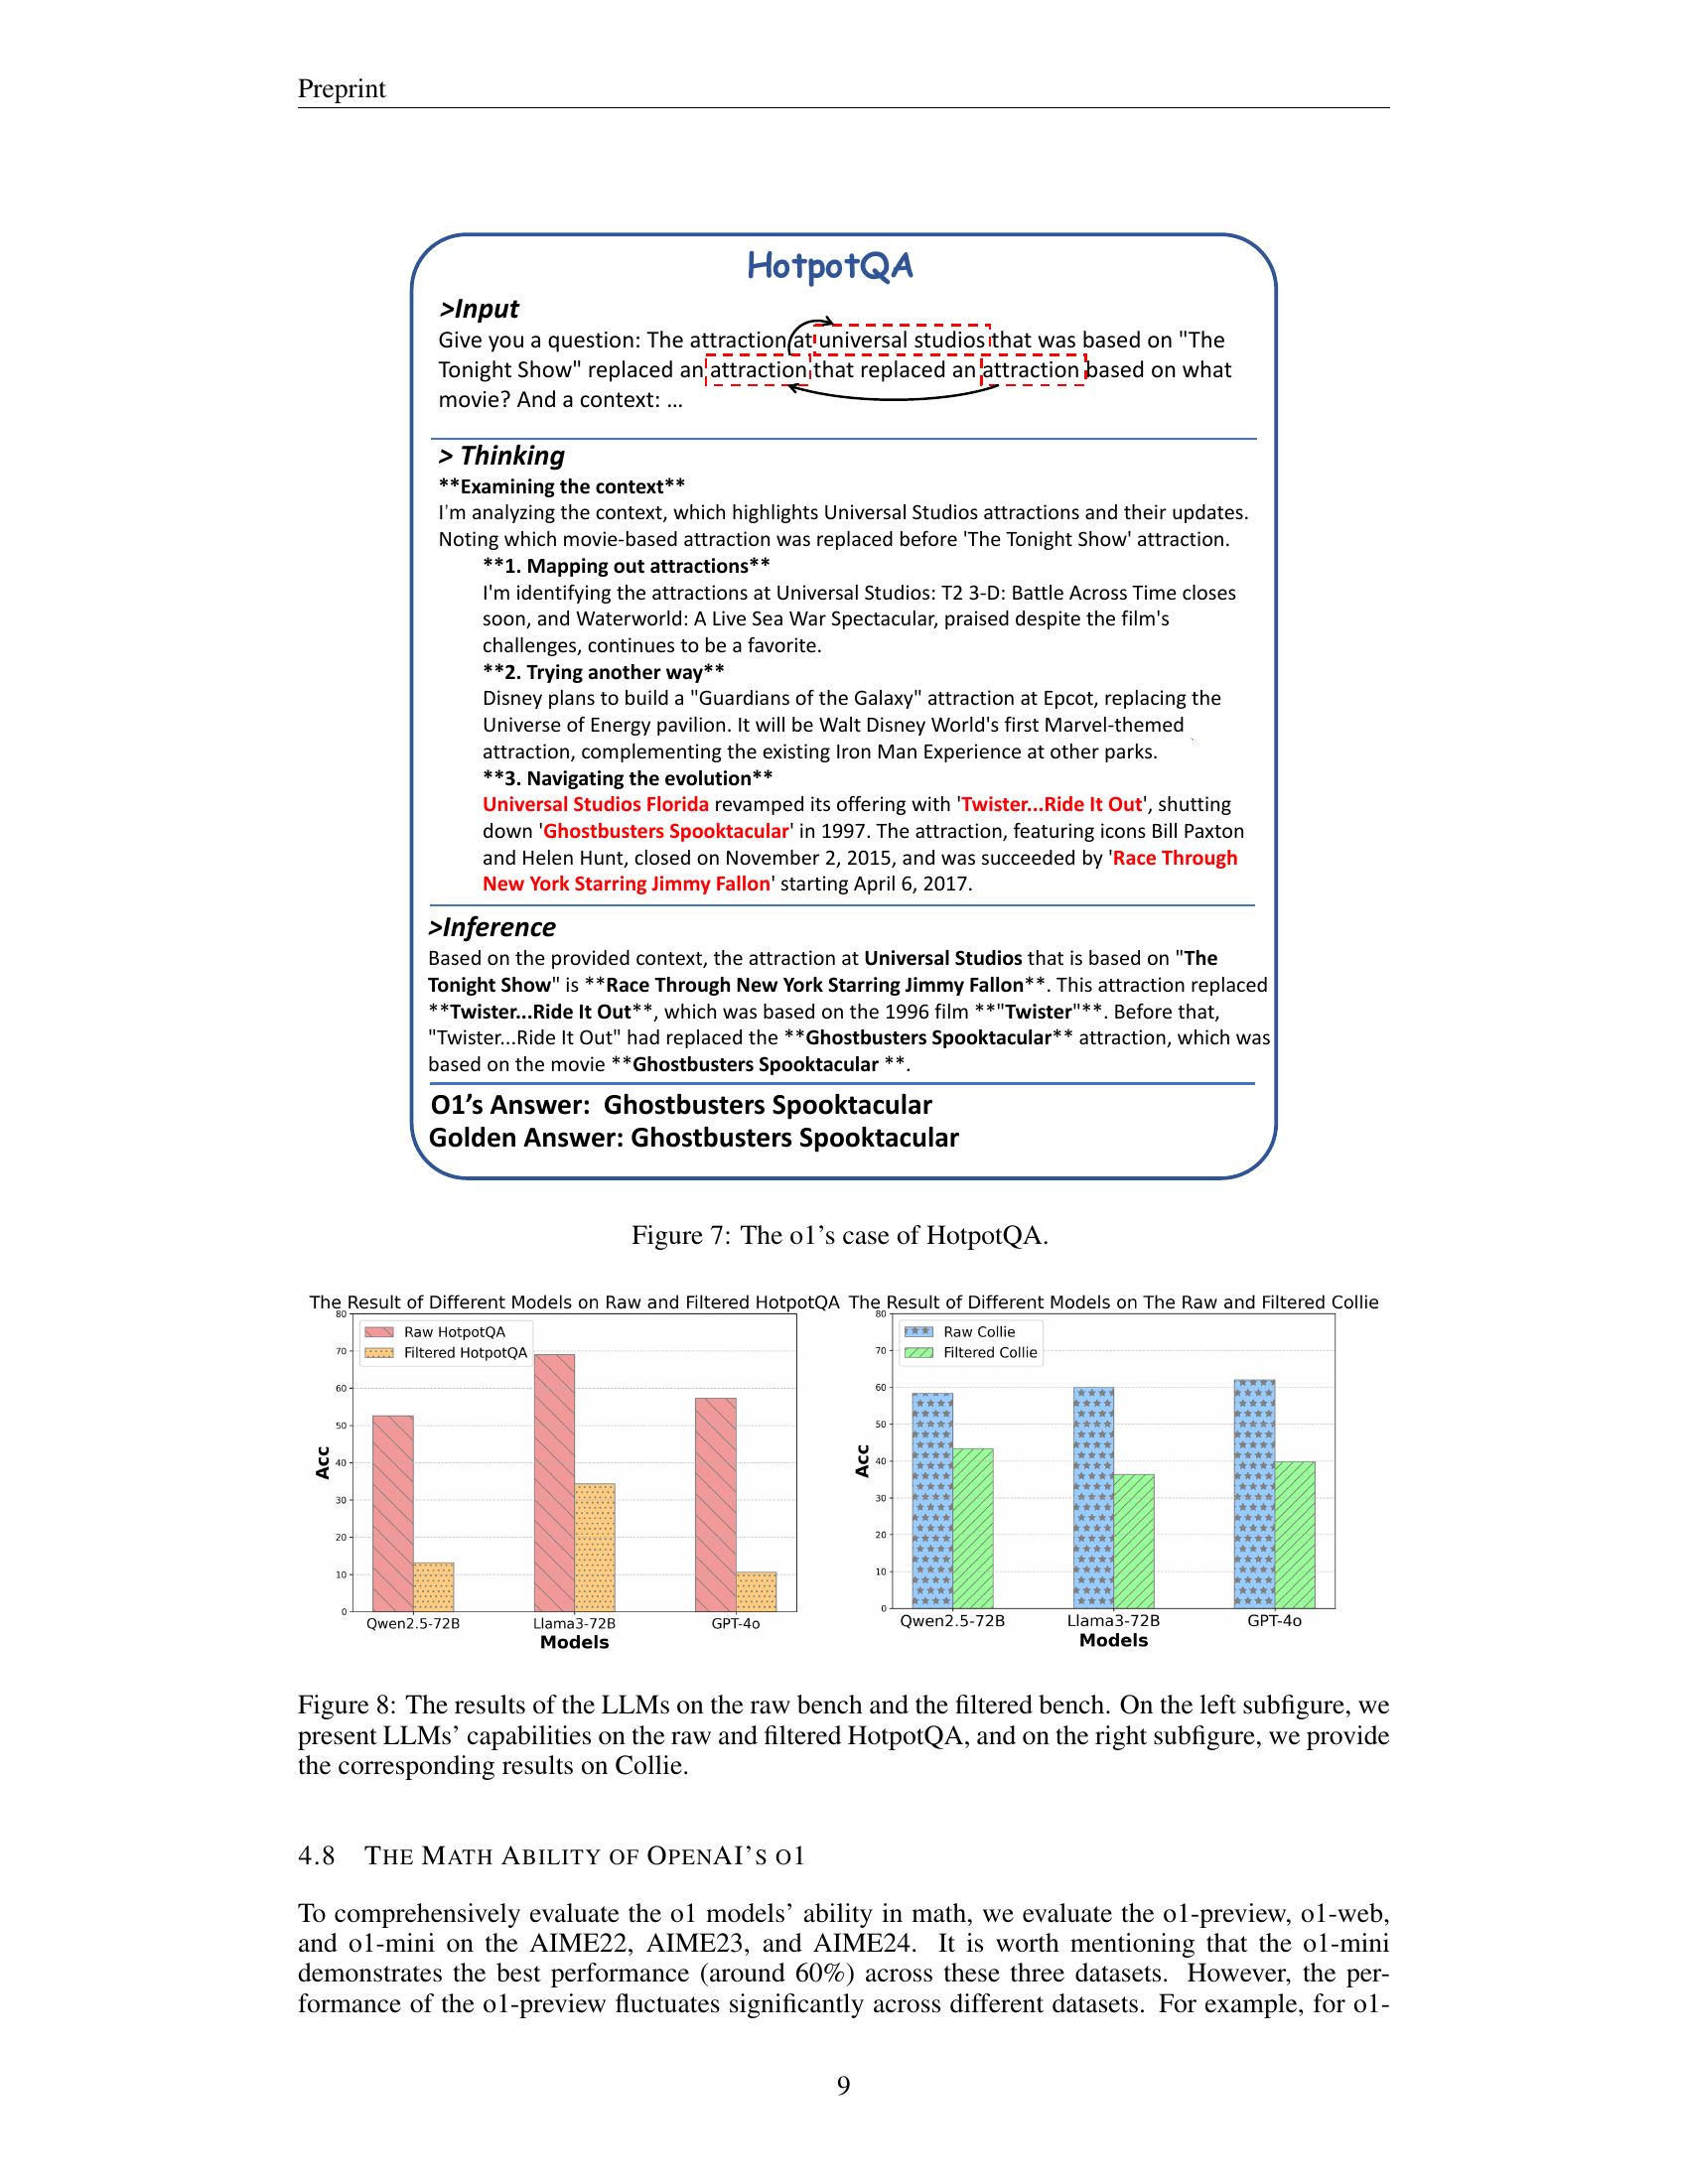 Preprint
HotpotQA
>Input
Give you a question: The attraction at universal studios that was based on "The
Tonight Show" replaced an attraction that replaced an attraction based on what
movie? And a context: ...
> Thinking
**Examining the context**
I'm analyzing the context, which highlights Universal Studios attractions and their updates.
Noting which movie-based attraction was replaced before 'The Tonight Show' attraction.
**1. Mapping out attractions**
I'm identifying the attractions at Universal Studios: T2 3-D: Battle Across Time closes
soon, and Waterworld: A Live Sea War Spectacular, praised despite the film's
challenges, continues to be a favorite.
**2. Trying another way**
Disney plans to build a "Guardians of the Galaxy" attraction at Epcot, replacing the
Universe of Energy pavilion. It will be Walt Disney World's first Marvel-themed
attraction, complementing the existing Iron Man Experience at other parks.
**3. Navigating the evolution**
Universal Studios Florida revamped its offering with 'Twister...Ride It Out', shutting
down 'Ghostbusters Spooktacular' in 1997. The attraction, featuring icons Bill Paxton
and Helen Hunt, closed on November 2, 2015, and was succeeded by 'Race Through
New York Starring Jimmy Fallon' starting April 6, 2017.
>Inference
Based on the provided context, the attraction at Universal Studios that is based on "The
Tonight Show" is **Race Through New York Starring Jimmy Fallon**. This attraction replaced
**Twister...Ride It Out**, which was based on the 1996 film **"Twister"**. Before that,
"Twister...Ride It Out" had replaced the **Ghostbusters Spooktacular** attraction, which was
based on the movie **Ghostbusters Spooktacular **.
O1's Answer: Ghostbusters Spooktacular
Golden Answer: Ghostbusters Spooktacular
Figure 7: The o1's case of HotpotQA.
The Result of Different Models on Raw and Filtered HotpotQA
80
70
60
50
40
30
20
10
0
Acc
Raw HotpotQA
Filtered HotpotQA
Qwen2.5-72B
Llama3-72B
GPT-4o
Models
The Result of Different Models on The Raw and Filtered Collie
80
70
60
50
40
30
20
10
0
Acc
Raw Collie
Filtered Collie
Qwen2.5-72B
Llama3-72B
GPT-4o
Models
Figure 8: The results of the LLMs on the raw bench and the filtered bench. On the left subfigure, we
present LLMs' capabilities on the raw and filtered HotpotQA, and on the right subfigure, we provide
the corresponding results on Collie.
4.8 THE MATH ABILITY OF OPENAI'S O1
To comprehensively evaluate the o1 models' ability in math, we evaluate the o1-preview, o1-web,
and o1-mini on the AIME22, AIME23, and AIME24. It is worth mentioning that the o1-mini
demonstrates the best performance (around 60%) across these three datasets. However, the per-
formance of the o1-preview fluctuates significantly across different datasets. For example, for o1-
9